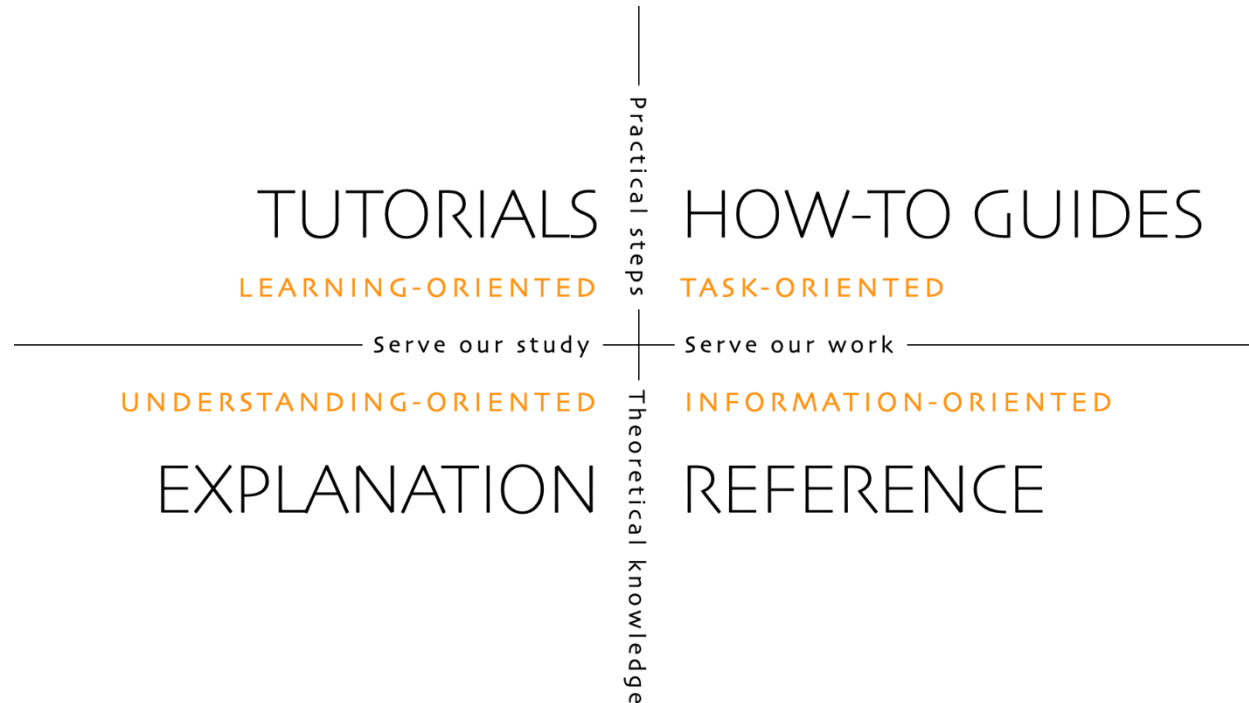 Practical steps
TUTORIALS
HOW-TO GUIDES
LEARNING-ORIENTED
TASK-ORIENTED
Serve our study
Serve our work
UNDERSTANDING-ORIENTED
INFORMATION-ORIENTED
Theoretical knowledge
EXPLANATION
REFERENCE